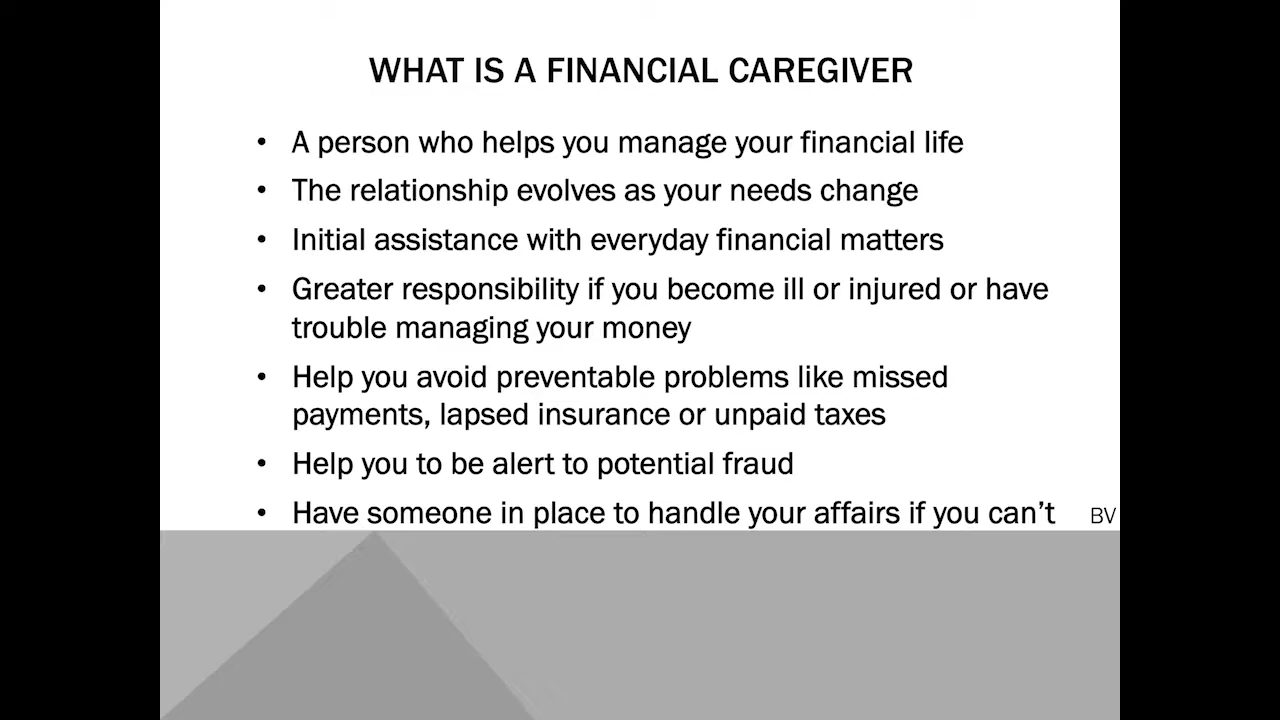 WHAT IS A FINANCIAL CAREGIVER
• A person who helps you manage your financial life
• The relationship evolves as your needs change
• Initial assistance with everyday financial matters
• Greater responsibility if you become ill or injured or have
trouble managing your money
• Help you avoid preventable problems like missed
payments, lapsed insurance or unpaid taxes
• Help you to be alert to potential fraud
• Have someone in place to handle your affairs if you can’t
BV